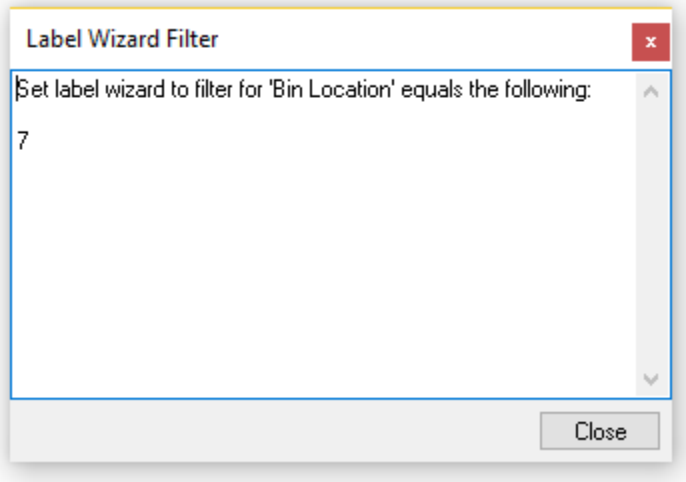 Label Wizard Filter
x
Set label wizard to filter for 'Bin Location' equals the following:
7
Close